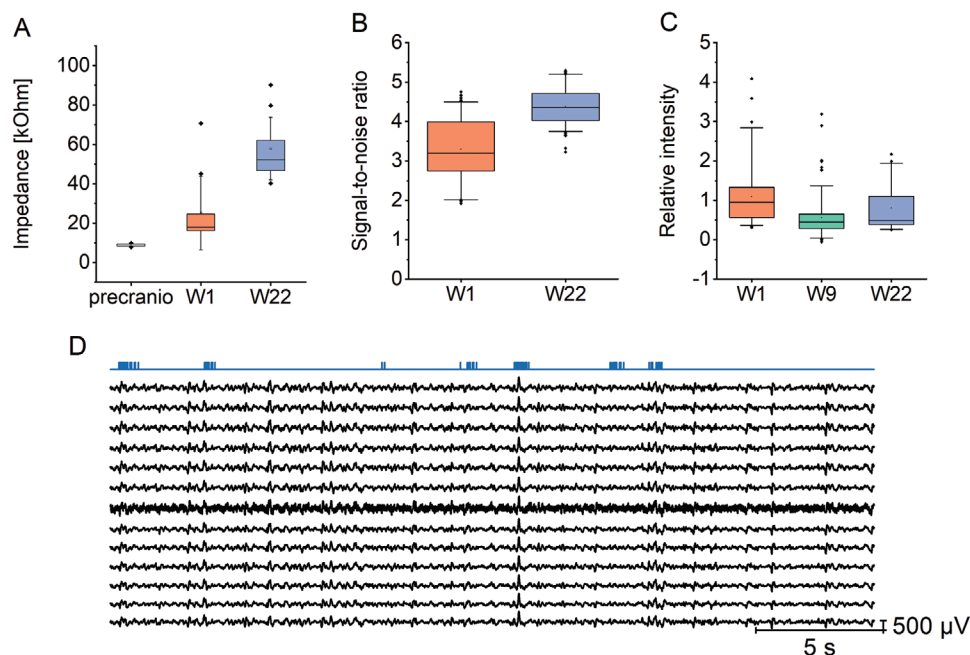 A
Impedance [kOhm]
100
80
60
40
20
0
precranio W1 W22
B
Signal-to-noise ratio
6
5
4
3
2
1
0
W1 W22
C
Relative intensity
5
4
3
2
1
0
-1
W1 W9 W22
D
500 µV
5 s